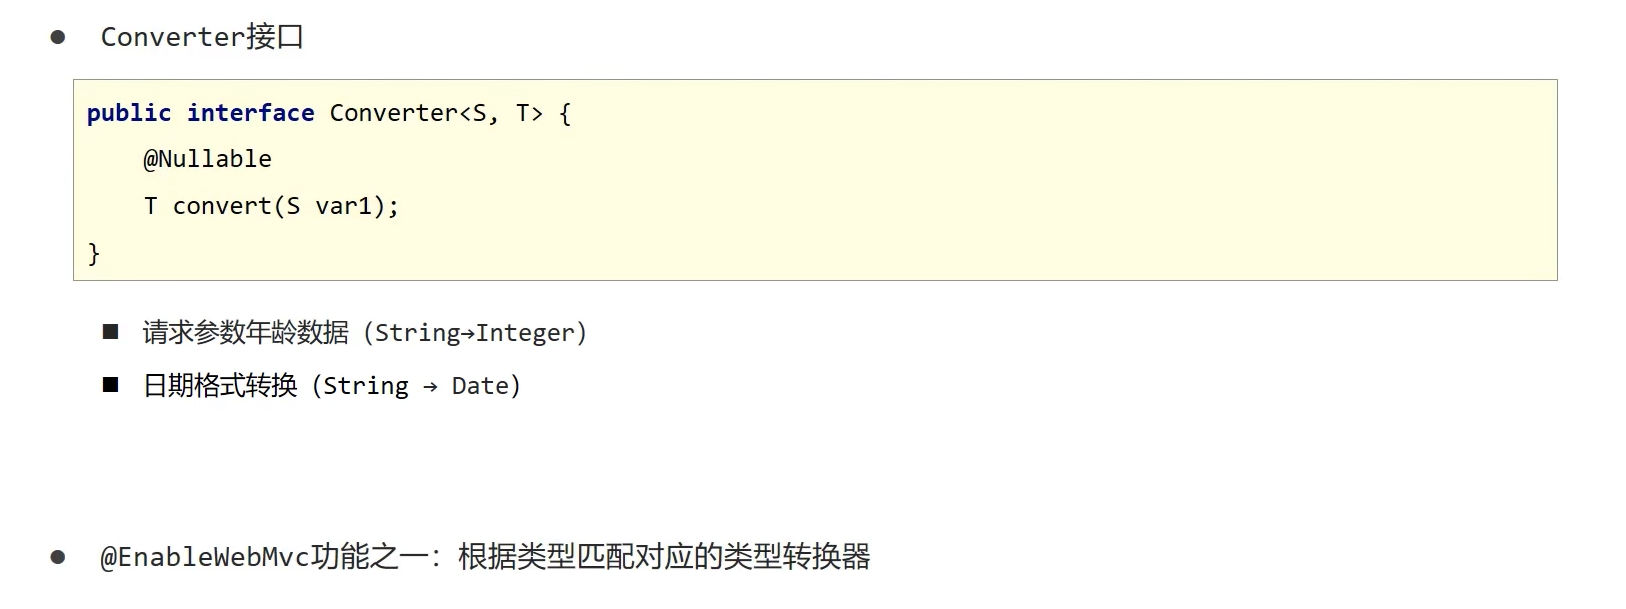 ● Converter接口
public interface Converter<S, T> {
    @Nullable
    T convert(S var1);
}
■ 请求参数年龄数据（String→Integer）
■ 日期格式转换（String → Date）
● @EnableWebMvc功能之一：根据类型匹配对应的类型转换器